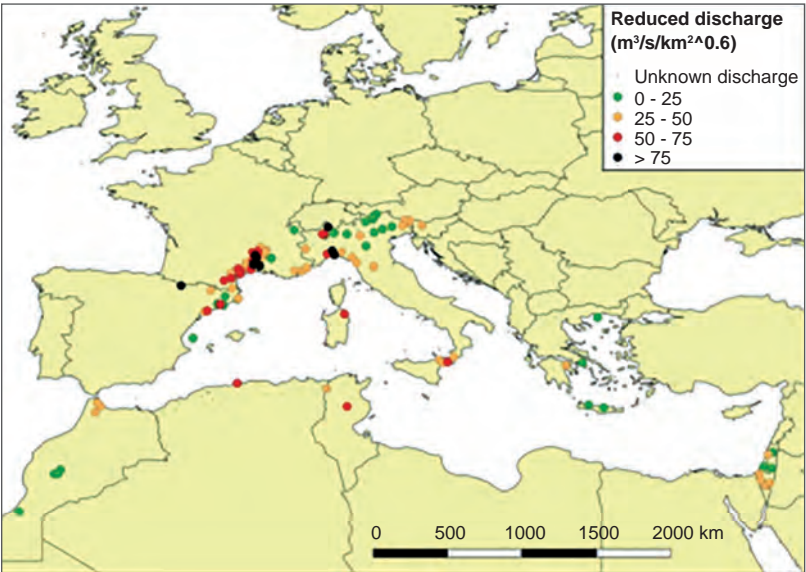 Reduced discharge
(m³/s/km²^0.6)
Unknown discharge
0 - 25
25 - 50
50 - 75
> 75
0 500 1000 1500 2000 km